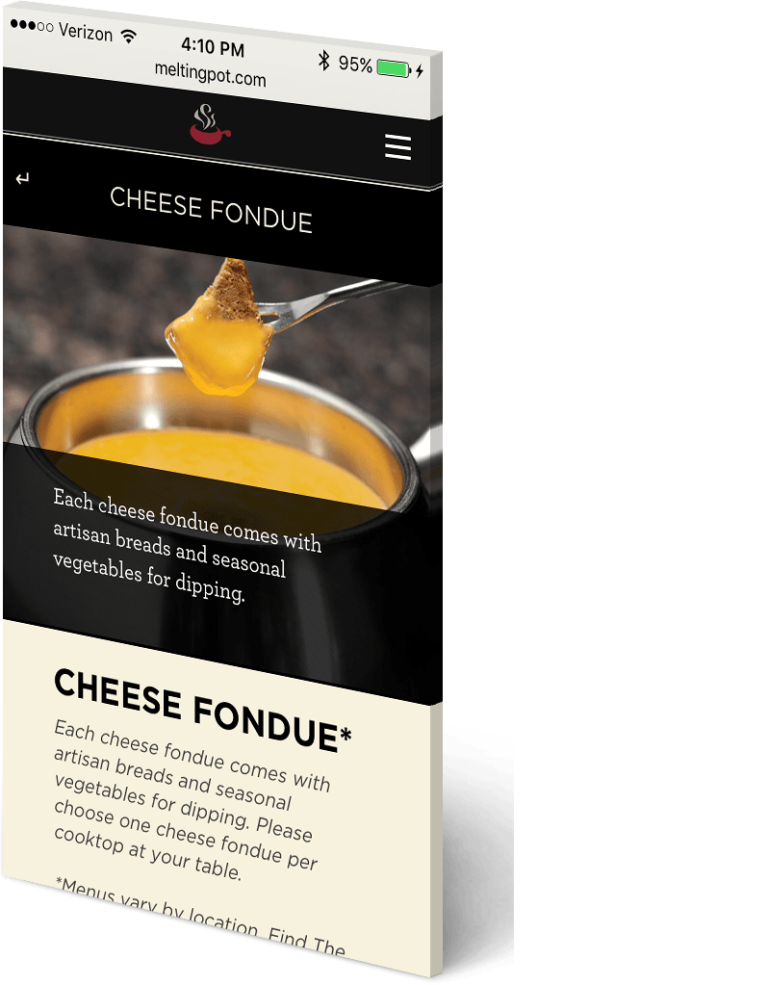 Verizon 4:10 PM 95%
meltingpot.com
CHEESE FONDUE
Each cheese fondue comes with
artisan breads and seasonal
vegetables for dipping.
CHEESE FONDUE*
Each cheese fondue comes with
artisan breads and seasonal
vegetables for dipping. Please
choose one cheese fondue per
cooktop at your table.
*Menus vary by location. Find The